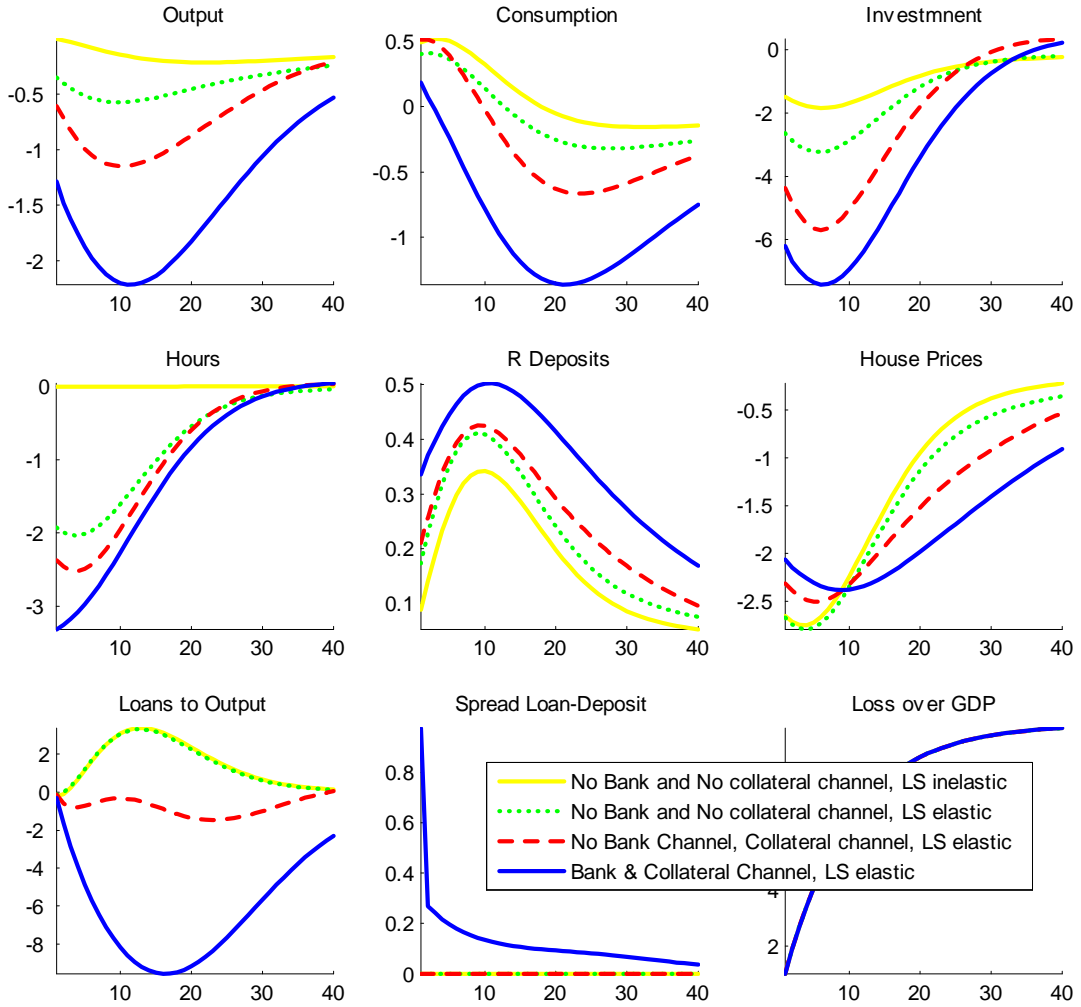 Output
Consumption
Investmnent
-0.5
-1
-1.5
-2
10 20 30 40
0.5
0
-0.5
-1
10 20 30 40
0
-2
-4
-6
10 20 30 40
Hours
R Deposits
House Prices
0
-1
-2
-3
10 20 30 40
0.5
0.4
0.3
0.2
0.1
10 20 30 40
-0.5
-1
-1.5
-2
-2.5
10 20 30 40
Loans to Output
Spread Loan-Deposit
Loss over GDP
2
0
-2
-4
-6
-8
10 20 30 40
0.8
0.6
0.4
0.2
0
10 20 30 40
4
2
10 20 30 40
No Bank and No collateral channel, LS inelastic
No Bank and No collateral channel, LS elastic
No Bank Channel, Collateral channel, LS elastic
Bank & Collateral Channel, LS elastic